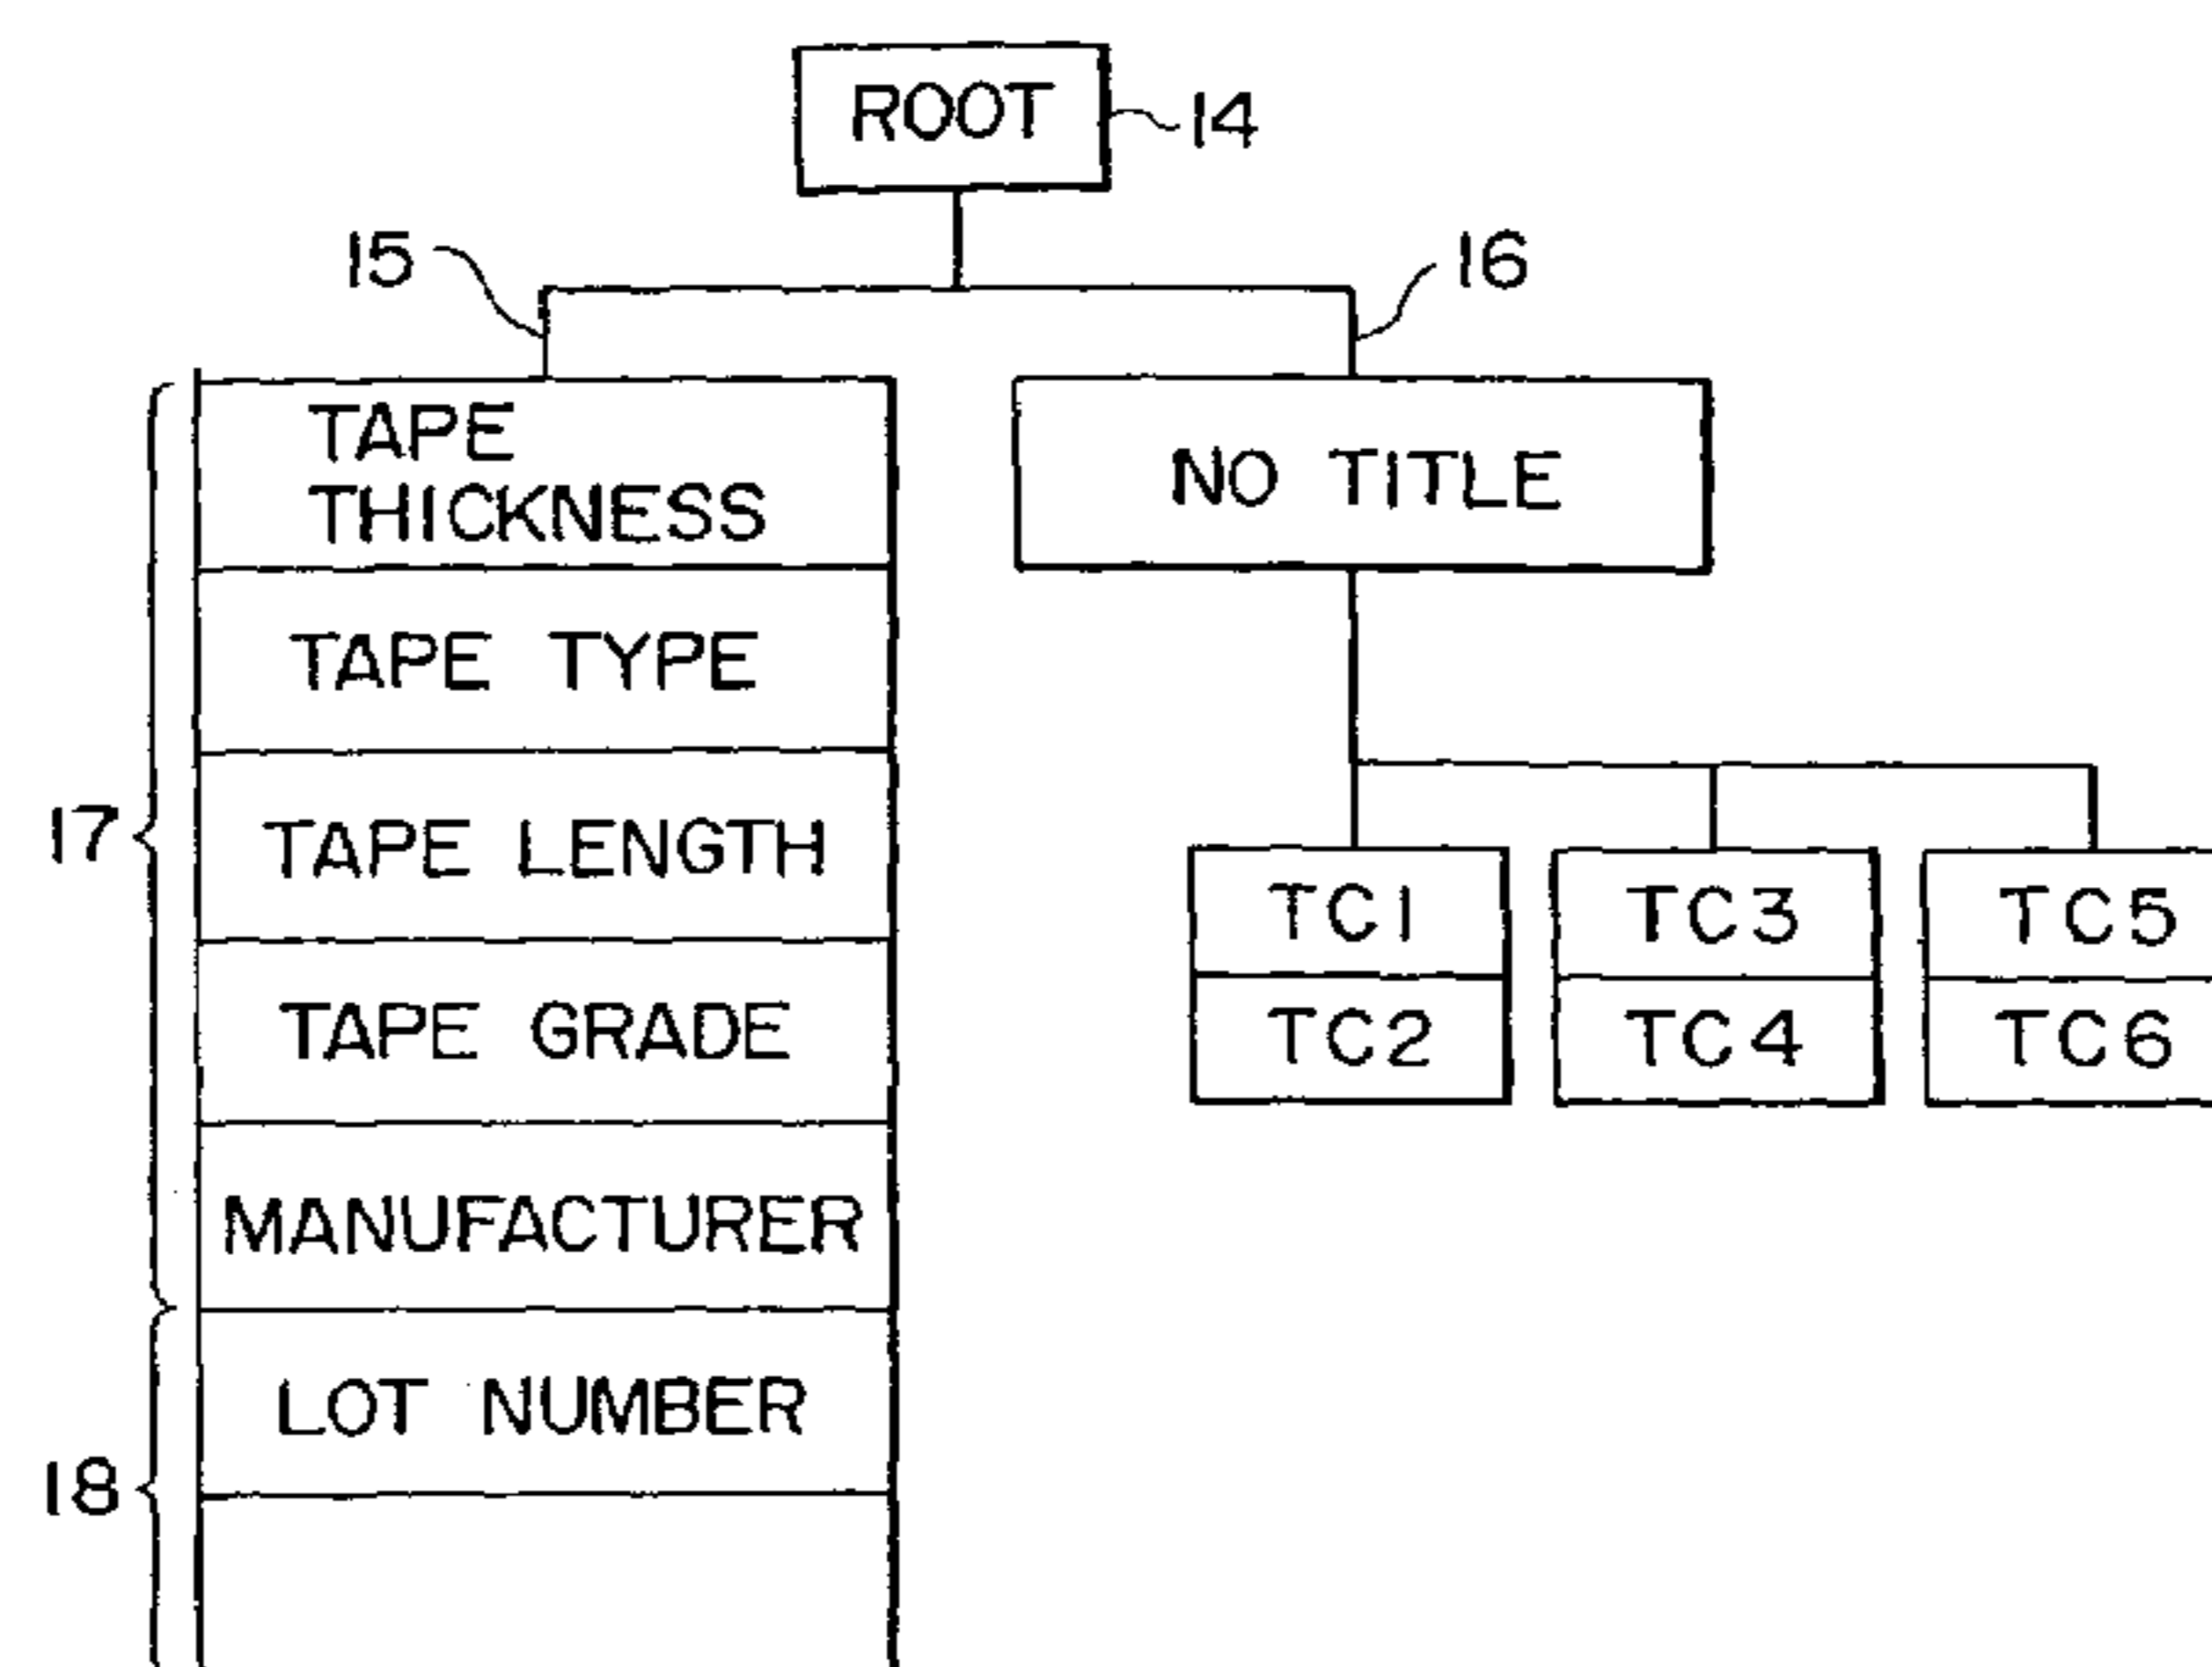 ROOT
14
15
16
TAPE
THICKNESS
NO TITLE
TAPE TYPE
17
TAPE LENGTH
TC1
TC3
TC5
TC2
TC4
TC6
TAPE GRADE
MANUFACTURER
LOT NUMBER
18